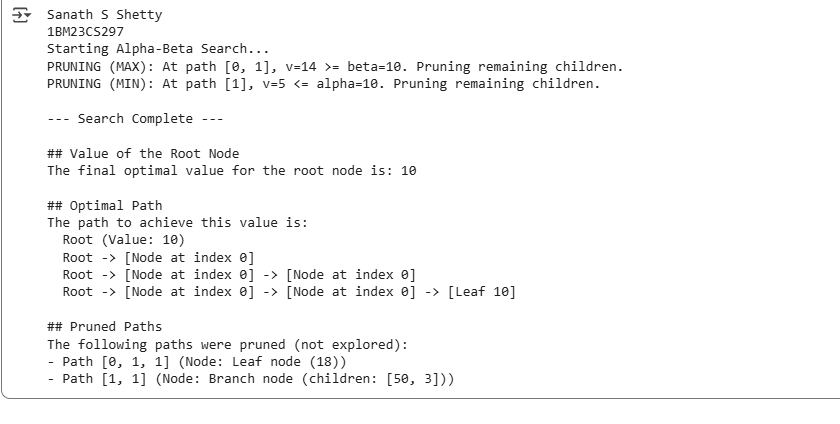 Sanath S Shetty
1BM23CS297
Starting Alpha-Beta Search...
PRUNING (MAX): At path [0, 1], v=14 >= beta=10. Pruning remaining children.
PRUNING (MIN): At path [1], v=5 <= alpha=10. Pruning remaining children.
--- Search Complete ---
## Value of the Root Node
The final optimal value for the root node is: 10
## Optimal Path
The path to achieve this value is:
Root (Value: 10)
Root -> [Node at index 0]
Root -> [Node at index 0] -> [Node at index 0]
Root -> [Node at index 0] -> [Node at index 0] -> [Leaf 10]
## Pruned Paths
The following paths were pruned (not explored):
- Path [0, 1, 1] (Node: Leaf node (18))
- Path [1, 1] (Node: Branch node (children: [50, 3]))